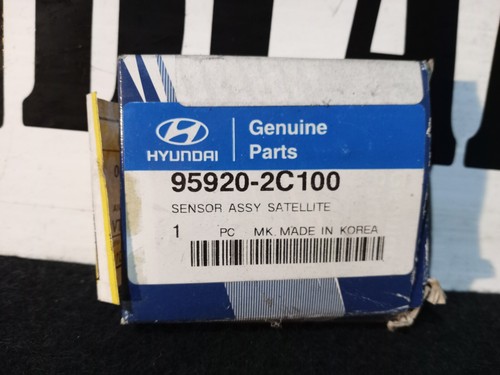 HYUNDAI
Genuine
Parts
95920-2C100
SENSOR ASSY SATELLITE
1 PC MK. MADE IN KOREA